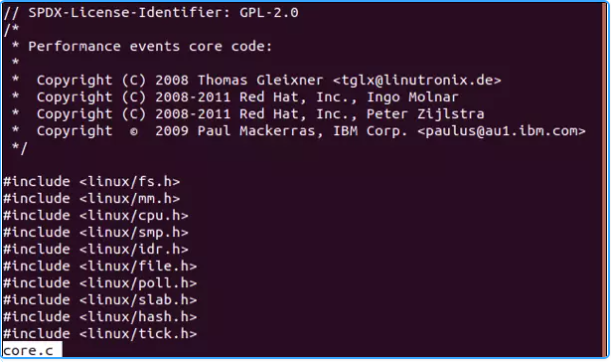 // SPDX-License-Identifier: GPL-2.0
/*
 * Performance events core code:
 *
 *  Copyright (C) 2008 Thomas Gleixner <tglx@linutronix.de>
 *  Copyright (C) 2008-2011 Red Hat, Inc., Ingo Molnar
 *  Copyright (C) 2008-2011 Red Hat, Inc., Peter Zijlstra
 *  Copyright  ©  2009 Paul Mackerras, IBM Corp. <paulus@au1.ibm.com>
 */
#include <linux/fs.h>
#include <linux/mm.h>
#include <linux/cpu.h>
#include <linux/smp.h>
#include <linux/idr.h>
#include <linux/file.h>
#include <linux/poll.h>
#include <linux/slab.h>
#include <linux/hash.h>
#include <linux/tick.h>
core.c